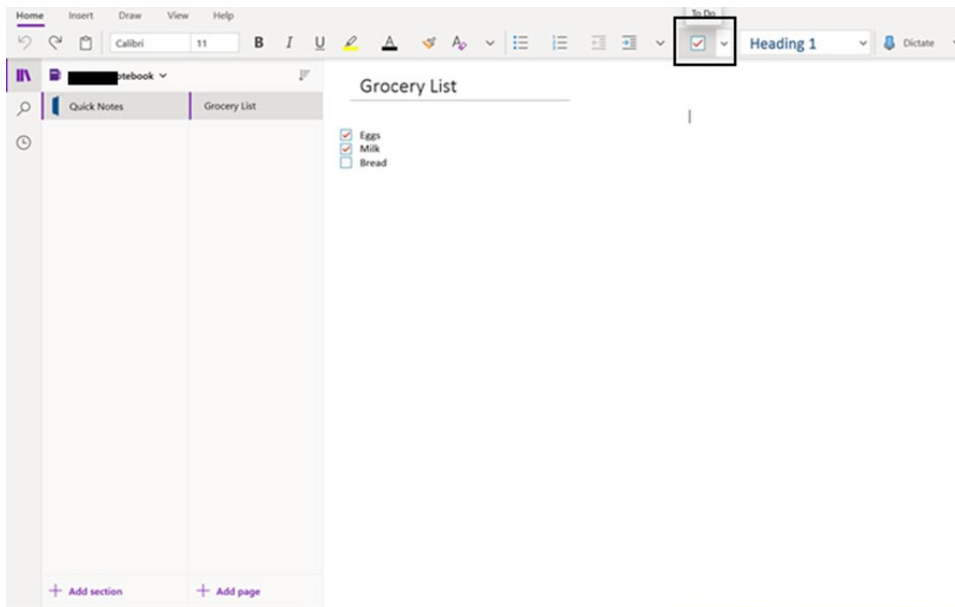 Home Insert Draw View Help
To Do
Calibri 11 B I U A Heading 1 Dictate
otebook
Quick Notes Grocery List
Grocery List
Eggs
Milk
Bread
Add section Add page